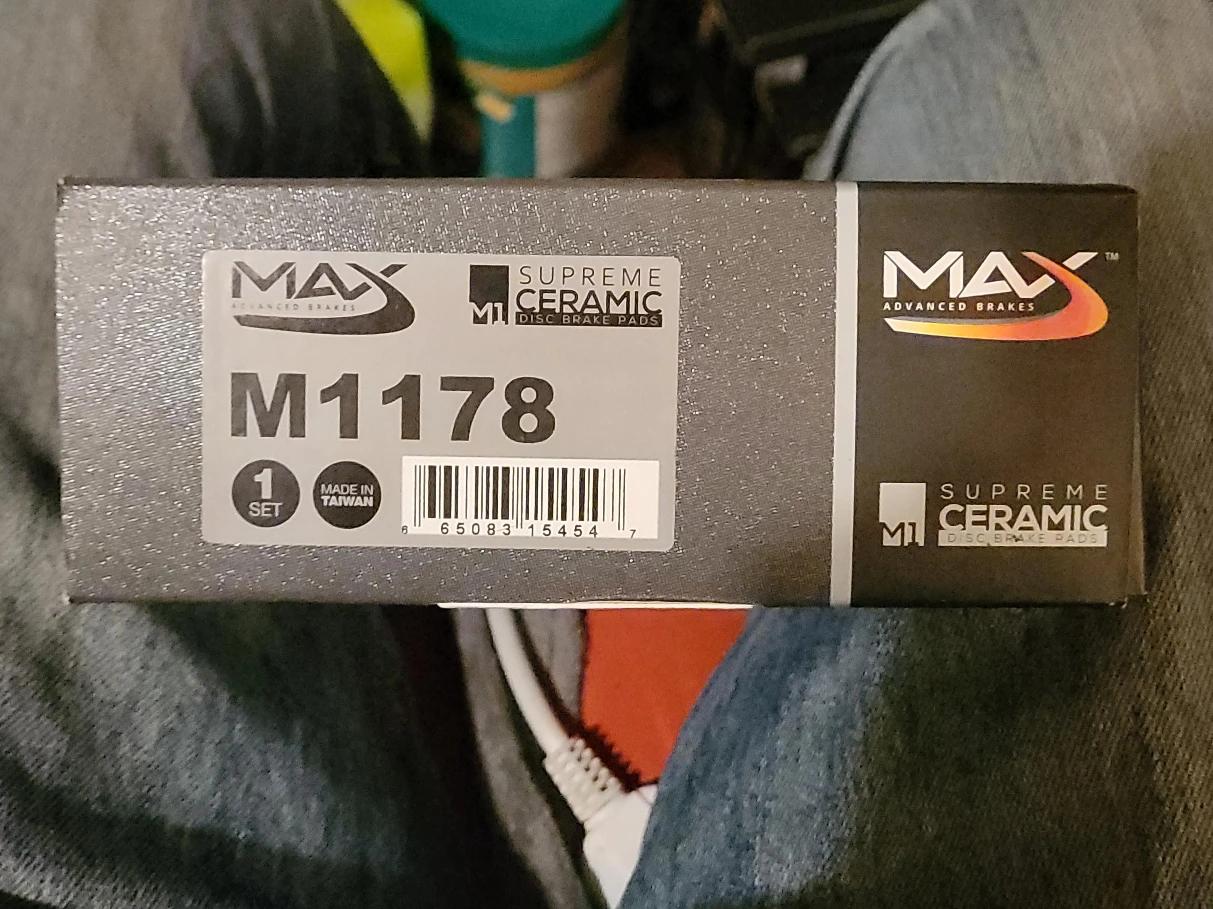 MAX
ADVANCED BRAKES
M1
SUPREME
CERAMIC
DISC BRAKE PADS
M1178
1
SET
MADE IN
TAIWAN
6 65083 15454 7
MAX™
ADVANCED BRAKES
M1
SUPREME
CERAMIC
DISC BRAKE PADS